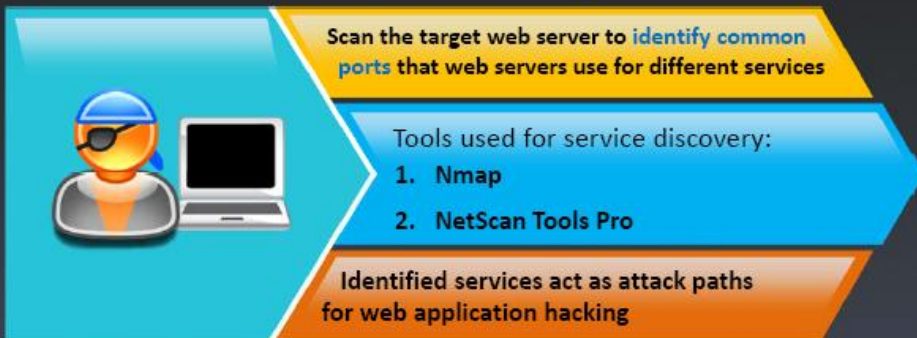 Scan the target web server to identify common
ports that web servers use for different services
Tools used for service discovery:
1. Nmap
2. NetScan Tools Pro
Identified services act as attack paths
for web application hacking